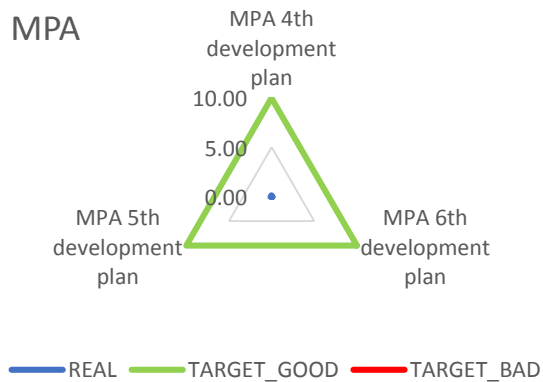 MPA
MPA 4th
development
plan
10.00
5.00
0.00
MPA 5th
development
plan
MPA 6th
development
plan
REAL
TARGET_GOOD
TARGET_BAD